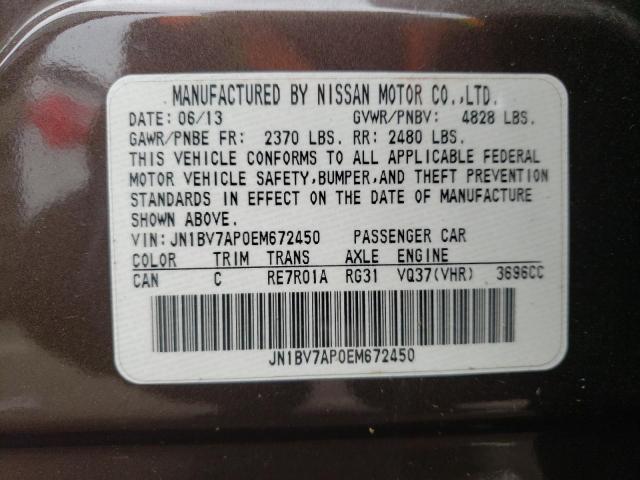 MANUFACTURED BY NISSAN MOTOR CO.,LTD.
DATE: 06/13 GVWR/PNBV: 4828 LBS.
GAWR/PNBE FR: 2370 LBS. RR: 2480 LBS.
THIS VEHICLE CONFORMS TO ALL APPLICABLE FEDERAL
MOTOR VEHICLE SAFETY,BUMPER,AND THEFT PREVENTION
STANDARDS IN EFFECT ON THE DATE OF MANUFACTURE
SHOWN ABOVE.
VIN: JN1BV7AP0EM672450 PASSENGER CAR
COLOR TRIM TRANS AXLE ENGINE
CAN C RE7R01A RG31 VQ37(VHR) 3696CC
JN1BV7AP0EM672450